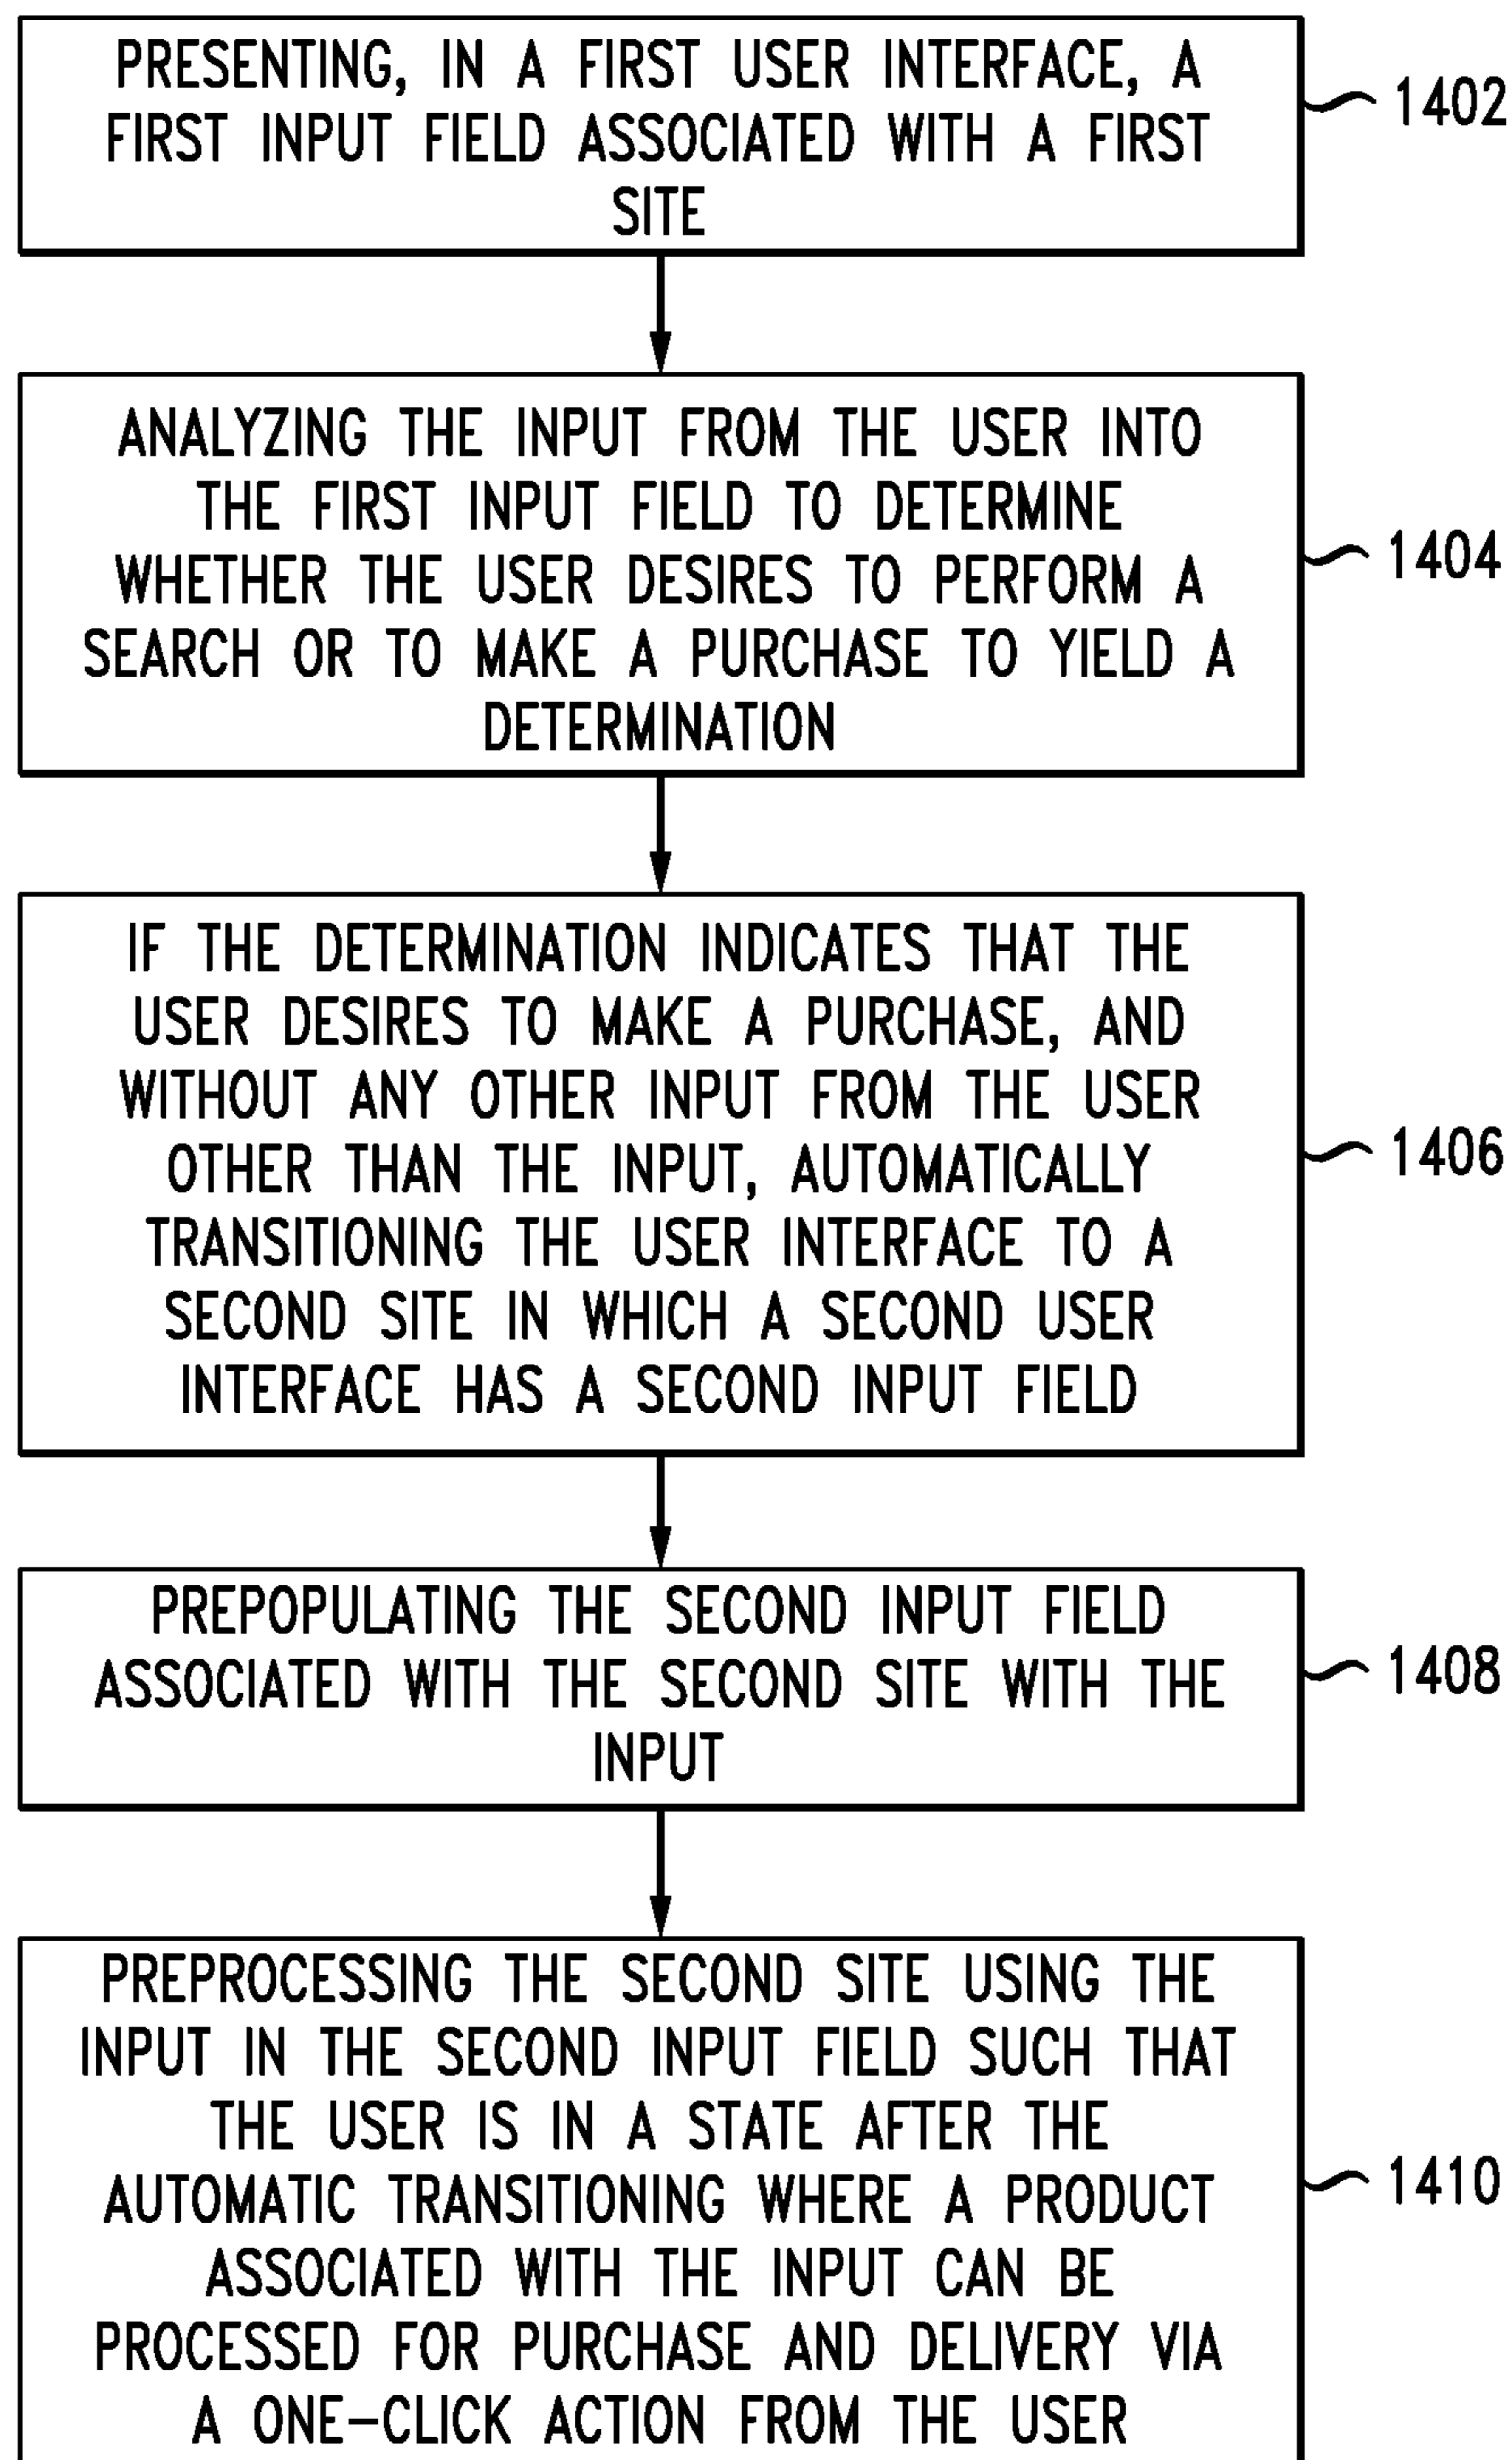 PRESENTING, IN A FIRST USER INTERFACE, A
FIRST INPUT FIELD ASSOCIATED WITH A FIRST
SITE
1402
ANALYZING THE INPUT FROM THE USER INTO
THE FIRST INPUT FIELD TO DETERMINE
WHETHER THE USER DESIRES TO PERFORM A
SEARCH OR TO MAKE A PURCHASE TO YIELD A
DETERMINATION
1404
IF THE DETERMINATION INDICATES THAT THE
USER DESIRES TO MAKE A PURCHASE, AND
WITHOUT ANY OTHER INPUT FROM THE USER
OTHER THAN THE INPUT, AUTOMATICALLY
TRANSITIONING THE USER INTERFACE TO A
SECOND SITE IN WHICH A SECOND USER
INTERFACE HAS A SECOND INPUT FIELD
1406
PREPOPULATING THE SECOND INPUT FIELD
ASSOCIATED WITH THE SECOND SITE WITH THE
INPUT
1408
PREPROCESSING THE SECOND SITE USING THE
INPUT IN THE SECOND INPUT FIELD SUCH THAT
THE USER IS IN A STATE AFTER THE
AUTOMATIC TRANSITIONING WHERE A PRODUCT
ASSOCIATED WITH THE INPUT CAN BE
PROCESSED FOR PURCHASE AND DELIVERY VIA
A ONE-CLICK ACTION FROM THE USER
1410